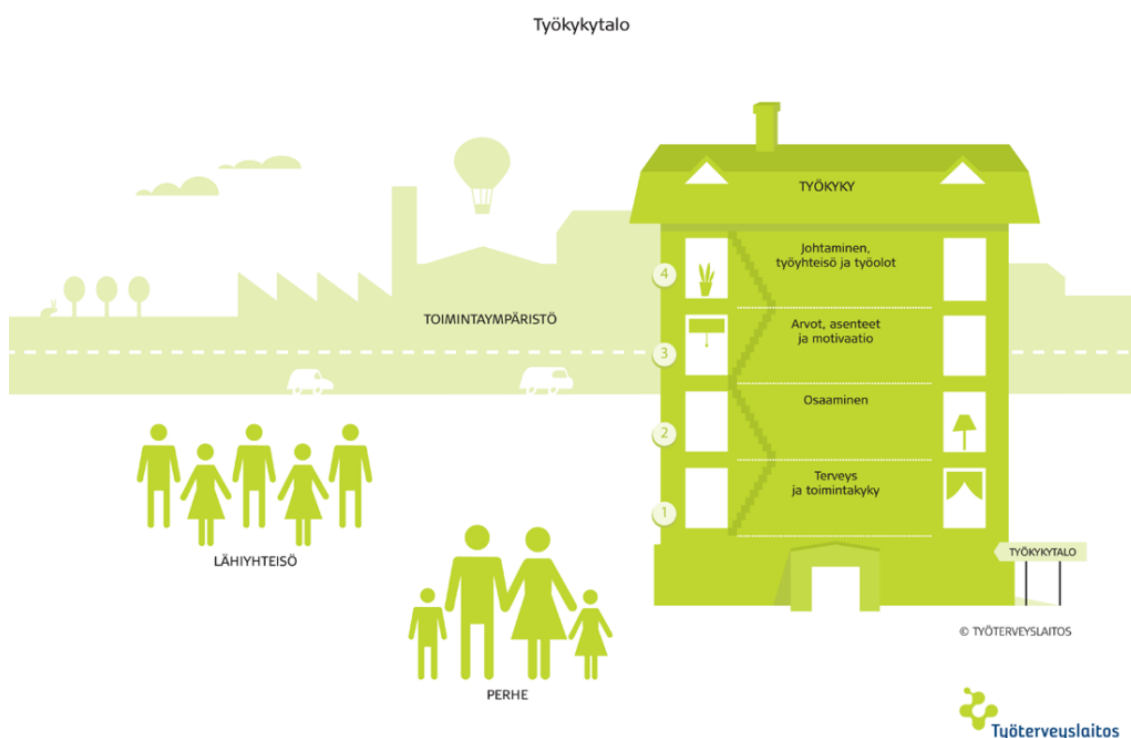 Työkykytalo
TYÖKYKY
4
Johtaminen,
työyhteisö ja työolot
3
Arvot, asenteet
ja motivaatio
2
Osaaminen
1
Terveys
ja toimintakyky
TOIMINTAYMPÄRISTÖ
LÄHIYHTEISÖ
PERHE
TYÖKYKYTALO
© TYÖTERVEYSLAITOS
Työterveyslaitos